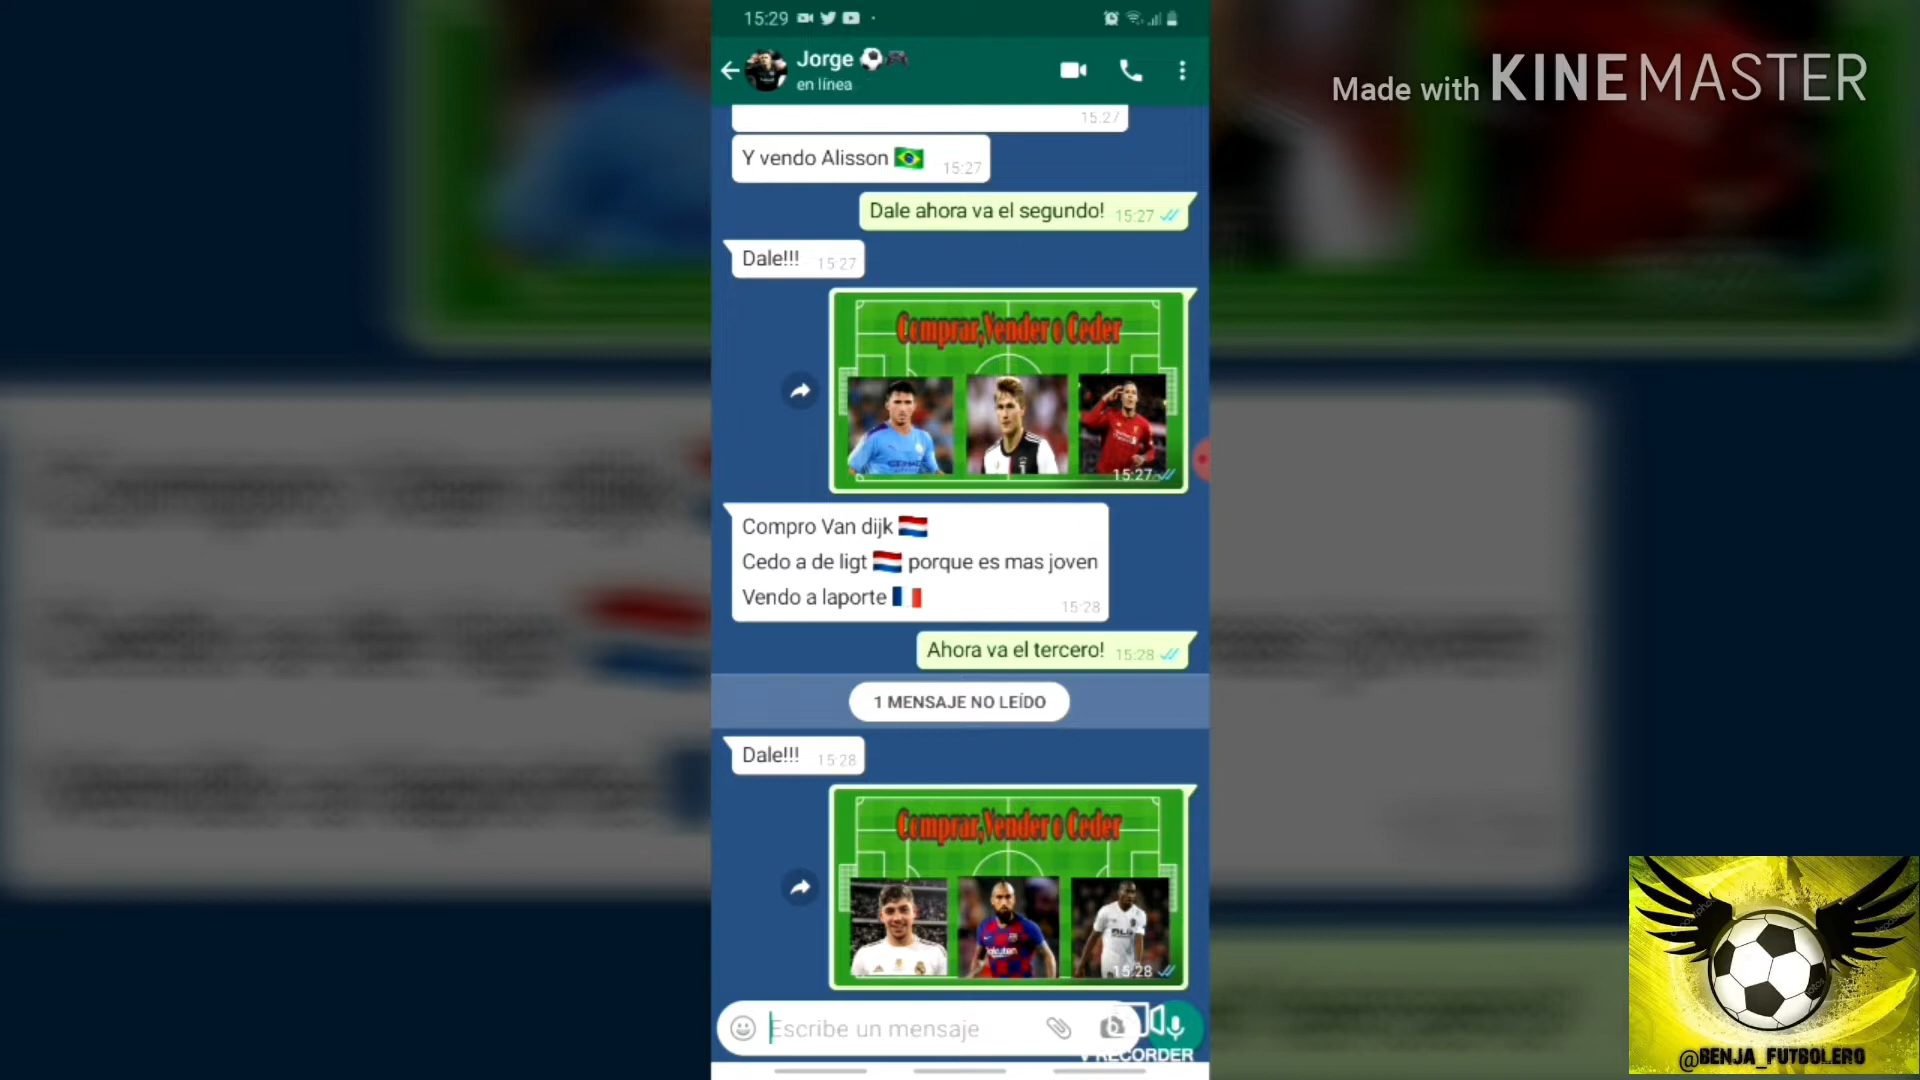 15:29
Made with KINEMASTER
Jorge ⚽🎮
en línea
15:27
Y vendo Alisson 🇧🇷 15:27
Dale ahora va el segundo! 15:27
Dale!!! 15:27
Comprar,Vender o Ceder
15:27
Compro Van dijk 🇳🇱
Cedo a de ligt 🇳🇱 porque es mas joven
Vendo a laporte 🇫🇷 15:28
Ahora va el tercero! 15:28
1 MENSAJE NO LEÍDO
Dale!!! 15:28
Comprar,Vender o Ceder
Rakuten
15:28
Escribe un mensaje
V RECORDER
@BENJA_FUTBOLERO